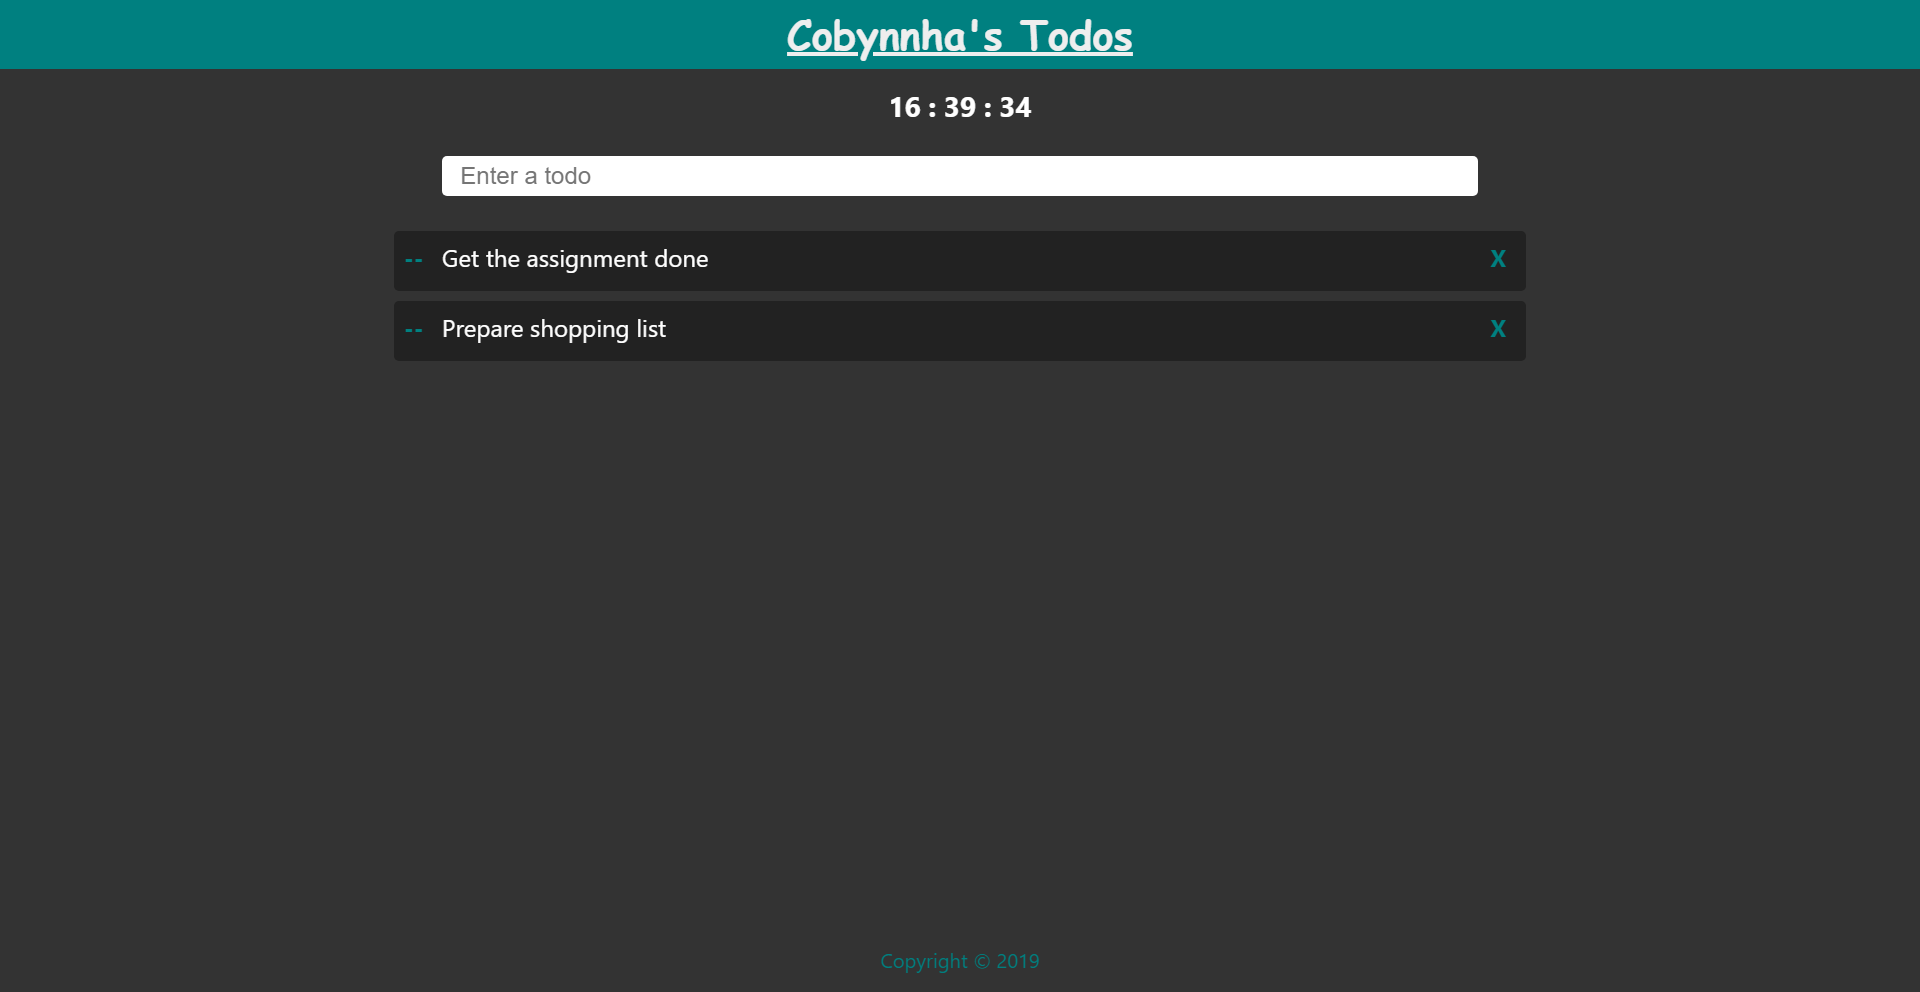 Cobynnha's Todos
16 : 39 : 34
Enter a todo
-- Get the assignment done X
-- Prepare shopping list X
Copyright © 2019